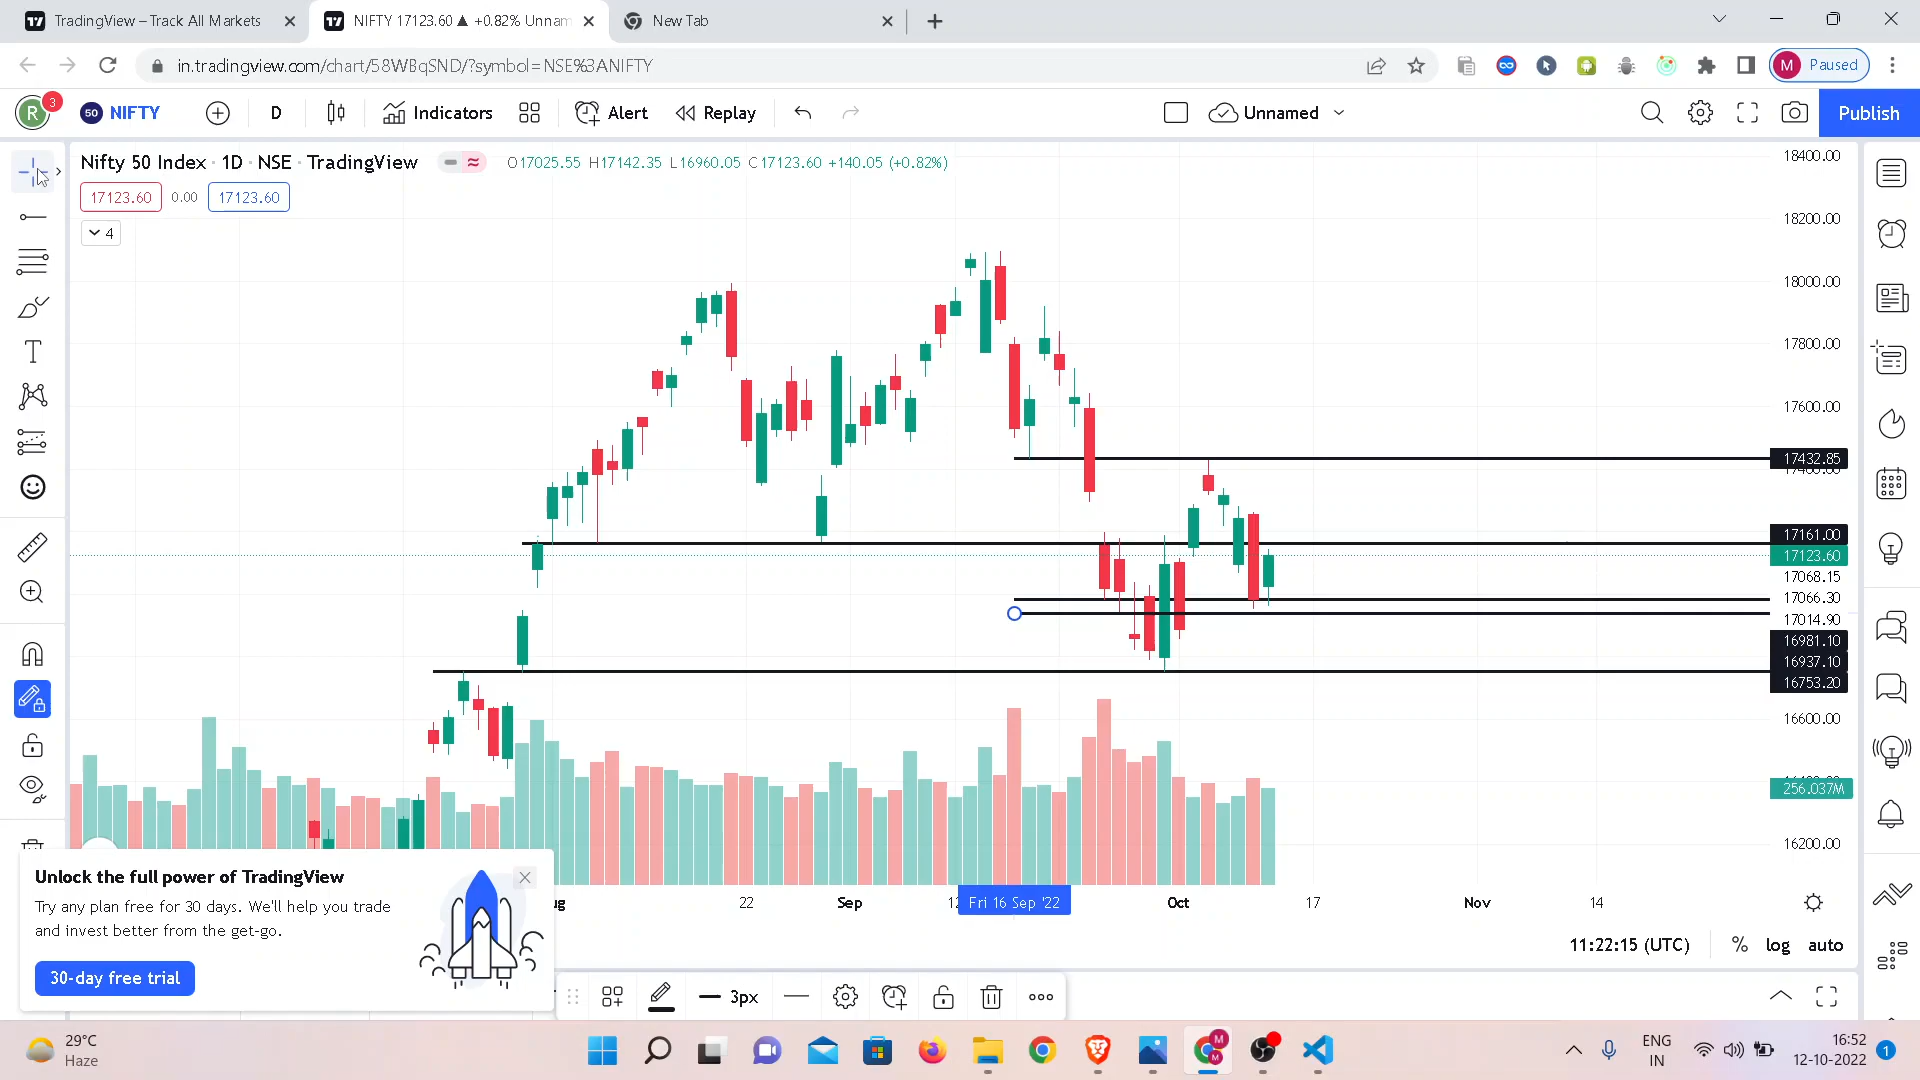 TradingView – Track All Markets
NIFTY 17123.60 ▲ +0.82% Unnam
New Tab
in.tradingview.com/chart/58WBqSND/?symbol=NSE%3ANIFTY
M Paused
R 3
50 NIFTY
D
Indicators
Alert
Replay
Unnamed
Publish
Nifty 50 Index · 1D · NSE · TradingView
O17025.55 H17142.35 L16960.05 C17123.60 +140.05 (+0.82%)
17123.60 0.00 17123.60
4
18400.00
18200.00
18000.00
17800.00
17600.00
17432.85
17161.00
17123.60
17068.15
17066.30
17014.90
16981.10
16937.10
16753.20
16600.00
256.037M
16200.00
22
Sep
Fri 16 Sep '22
Oct
17
Nov
14
11:22:15 (UTC)
% log auto
Unlock the full power of TradingView
Try any plan free for 30 days. We'll help you trade
and invest better from the get-go.
30-day free trial
3px
29°C
Haze
ENG
IN
16:52
12-10-2022
1